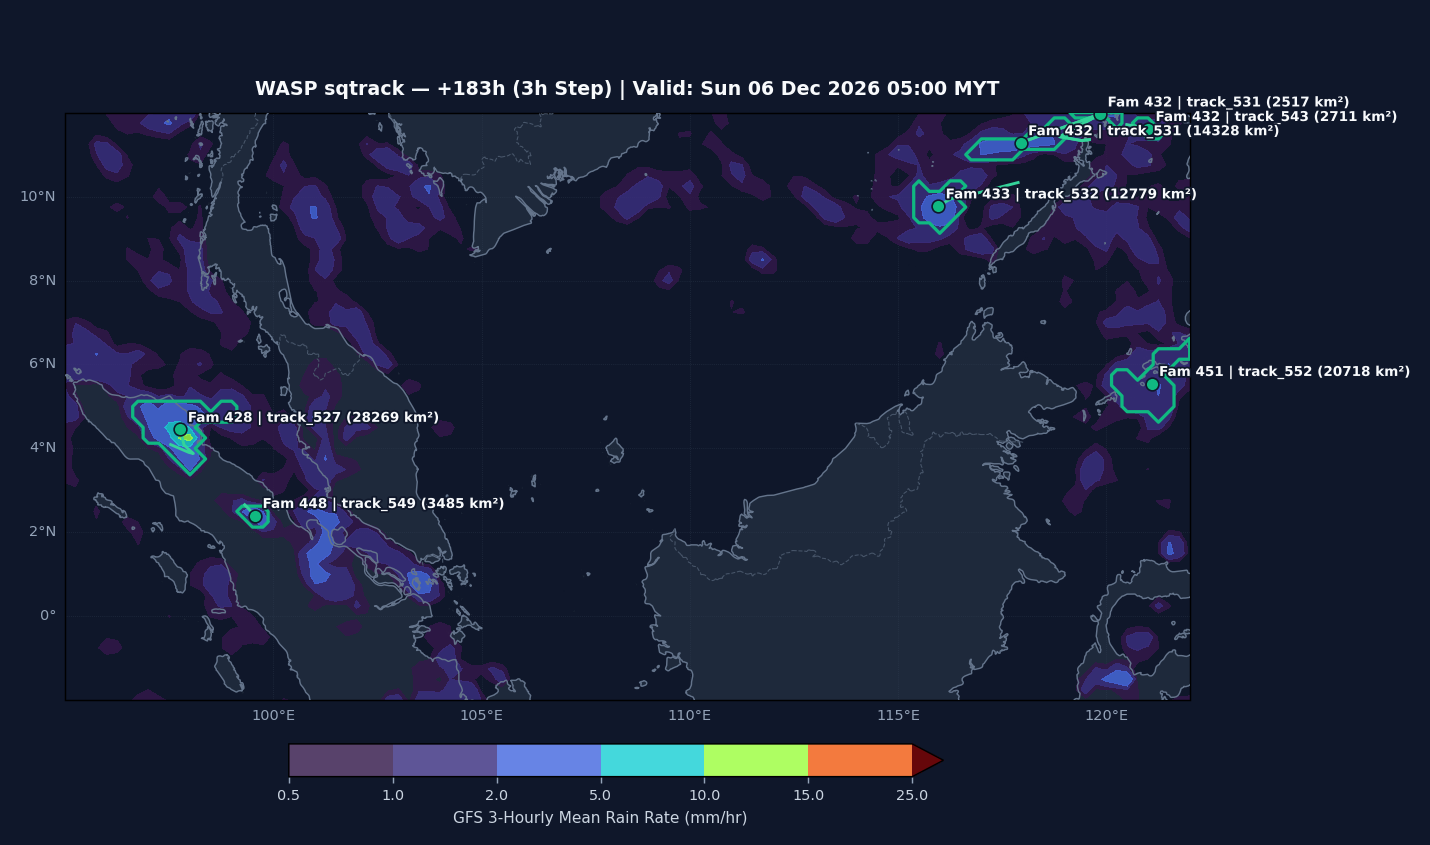 WASP sqtrack — +183h (3h Step) | Valid: Sun 06 Dec 2026 05:00 MYT
Fam 432 | track_531 (2517 km²)
Fam 432 | track_543 (2711 km²)
Fam 432 | track_531 (14328 km²)
Fam 433 | track_532 (12779 km²)
Fam 451 | track_552 (20718 km²)
Fam 428 | track_527 (28269 km²)
Fam 448 | track_549 (3485 km²)
10°N
8°N
6°N
4°N
2°N
0°
100°E 105°E 110°E 115°E 120°E
0.5 1.0 2.0 5.0 10.0 15.0 25.0
GFS 3-Hourly Mean Rain Rate (mm/hr)